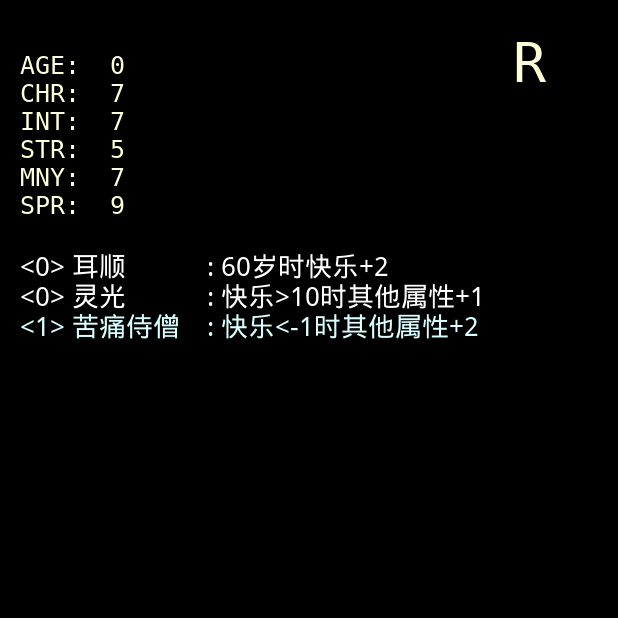 R
AGE: 0
CHR: 7
INT: 7
STR: 5
MNY: 7
SPR: 9
<0> 耳顺 : 60岁时快乐+2
<0> 灵光 : 快乐>10时其他属性+1
<1> 苦痛侍僧 : 快乐<-1时其他属性+2